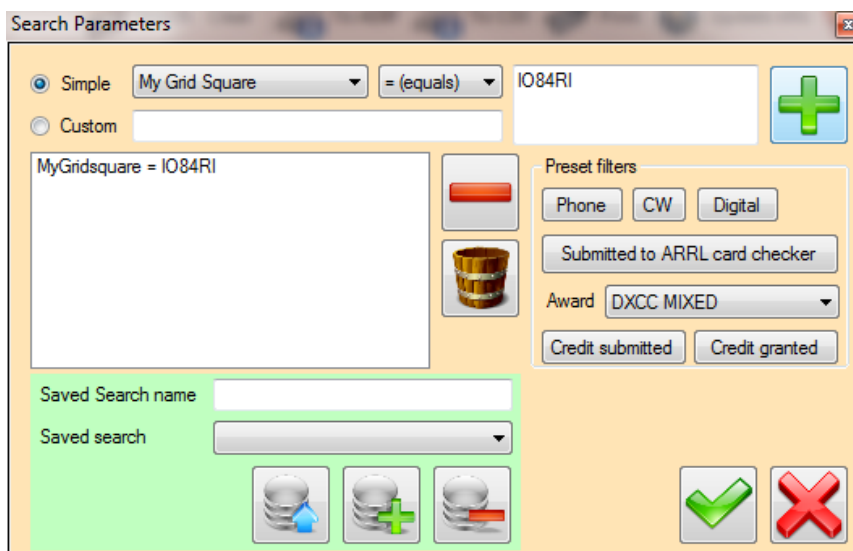 Search Parameters
Simple My Grid Square = (equals) IO84RI
Custom
MyGridsquare = IO84RI
Preset filters
Phone CW Digital
Submitted to ARRL card checker
Award DXCC MIXED
Credit submitted Credit granted
Saved Search name
Saved search